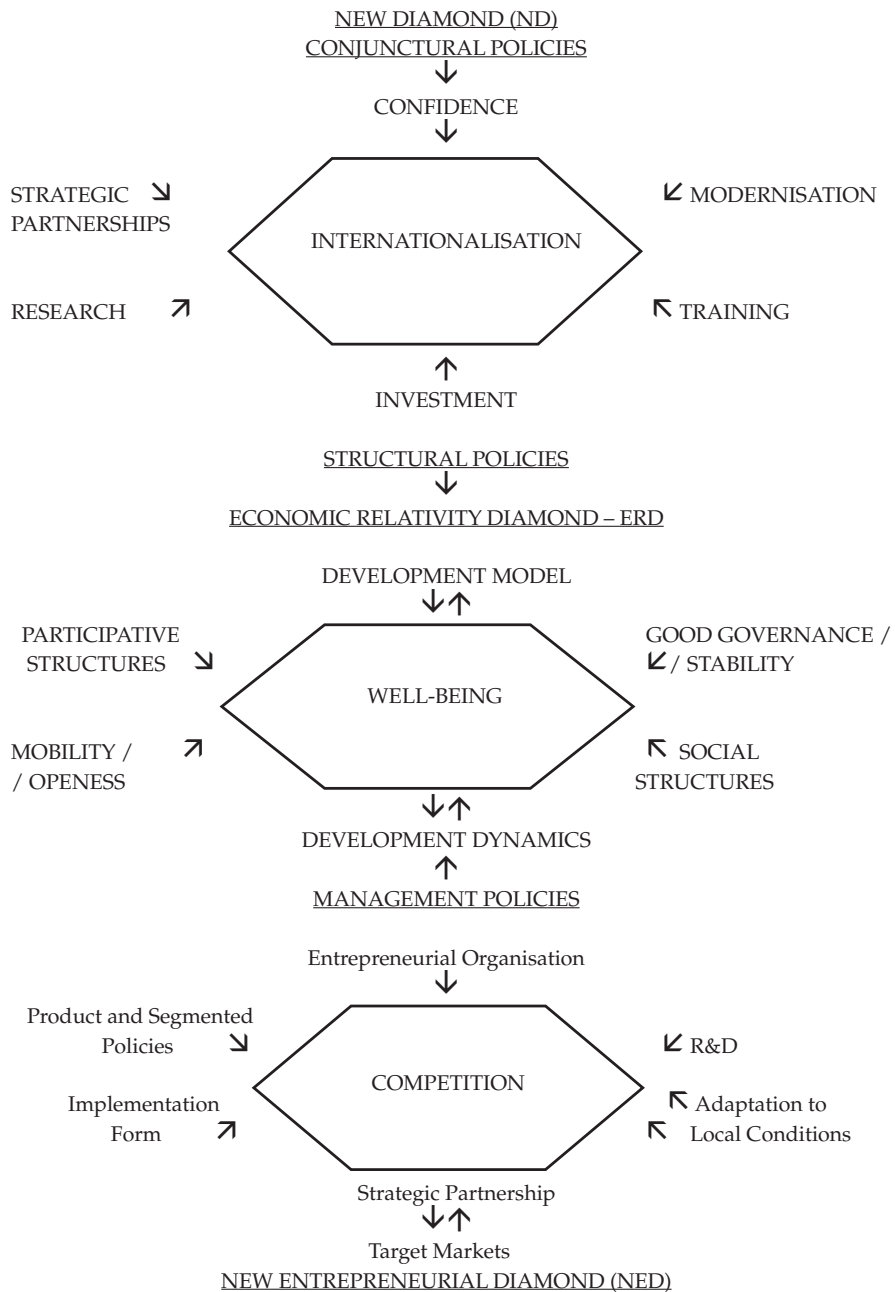 NEW DIAMOND (ND)
CONJUNCTURAL POLICIES
CONFIDENCE
STRATEGIC
PARTNERSHIPS
MODERNISATION
INTERNATIONALISATION
RESEARCH
TRAINING
INVESTMENT
STRUCTURAL POLICIES
ECONOMIC RELATIVITY DIAMOND – ERD
DEVELOPMENT MODEL
PARTICIPATIVE
STRUCTURES
GOOD GOVERNANCE /
/ STABILITY
WELL-BEING
MOBILITY /
/ OPENESS
SOCIAL
STRUCTURES
DEVELOPMENT DYNAMICS
MANAGEMENT POLICIES
Entrepreneurial Organisation
Product and Segmented
Policies
R&D
COMPETITION
Implementation
Form
Adaptation to
Local Conditions
Strategic Partnership
Target Markets
NEW ENTREPRENEURIAL DIAMOND (NED)